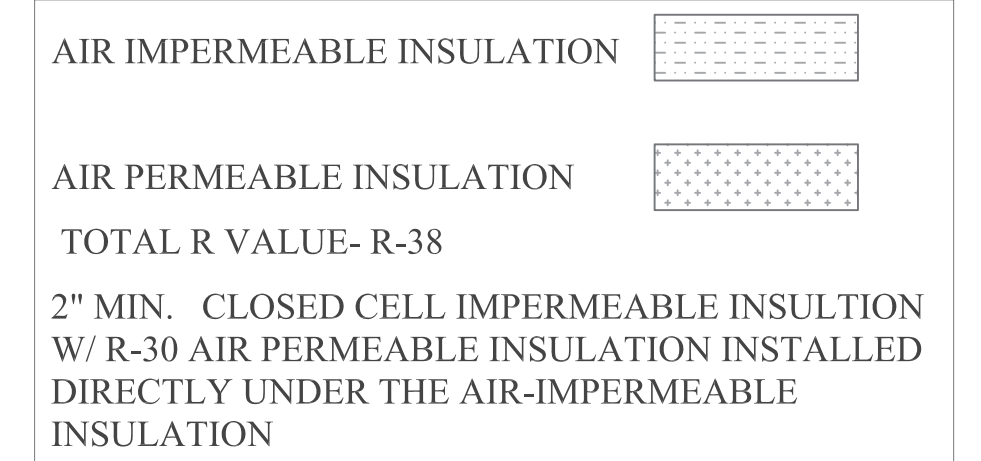 AIR IMPERMEABLE INSULATION
AIR PERMEABLE INSULATION
TOTAL R VALUE- R-38
2" MIN. CLOSED CELL IMPERMEABLE INSULTION
W/ R-30 AIR PERMEABLE INSULATION INSTALLED
DIRECTLY UNDER THE AIR-IMPERMEABLE
INSULATION